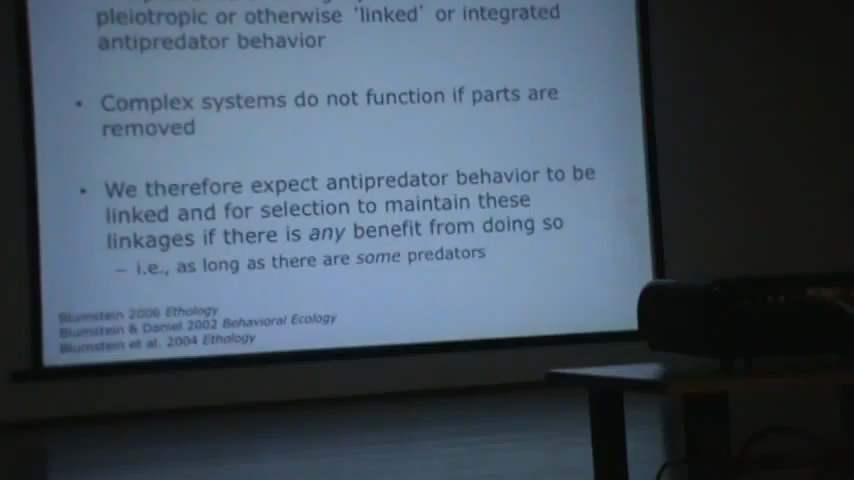 pleiotropic or otherwise 'linked' or integrated
antipredator behavior
• Complex systems do not function if parts are
removed
• We therefore expect antipredator behavior to be
linked and for selection to maintain these
linkages if there is any benefit from doing so
– i.e., as long as there are some predators
Blumstein 2006 Ethology
Blumstein & Daniel 2002 Behavioral Ecology
Blumstein et al. 2004 Ethology